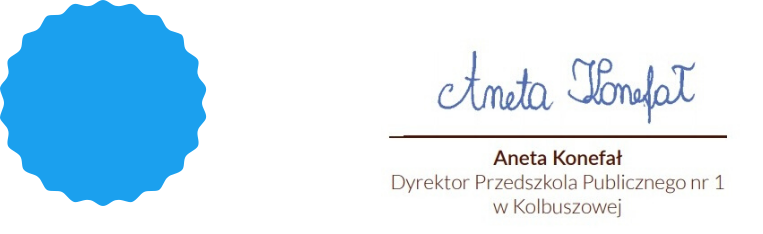 Aneta Konefał
Aneta Konefał
Dyrektor Przedszkola Publicznego nr 1
w Kolbuszowej